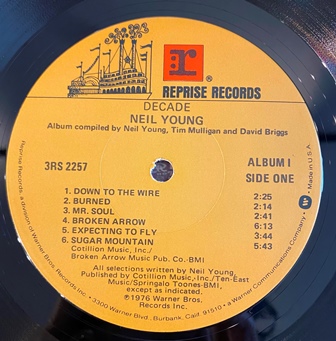 r®
REPRISE RECORDS
DECADE
NEIL YOUNG
Album compiled by Neil Young, Tim Mulligan and David Briggs
3RS 2257
ALBUM I
SIDE ONE
1. DOWN TO THE WIRE 2:25
2. BURNED 2:14
3. MR. SOUL 2:41
4. BROKEN ARROW 6:13
5. EXPECTING TO FLY 3:44
6. SUGAR MOUNTAIN 5:43
Cotillion Music, Inc./
Broken Arrow Music Pub. Co.-BMI
All selections written by Neil Young,
Published by Cotillion Music, Inc./Ten-East
Music/Springalo Toones-BMI,
except as indicated.
℗1976 Warner Bros.
Records Inc.
Reprise Records, a division of Warner Bros. Records Inc. • 3300 Warner Blvd., Burbank, Calif. 91510 • a Warner Communications Company • W • Made in U.S.A.